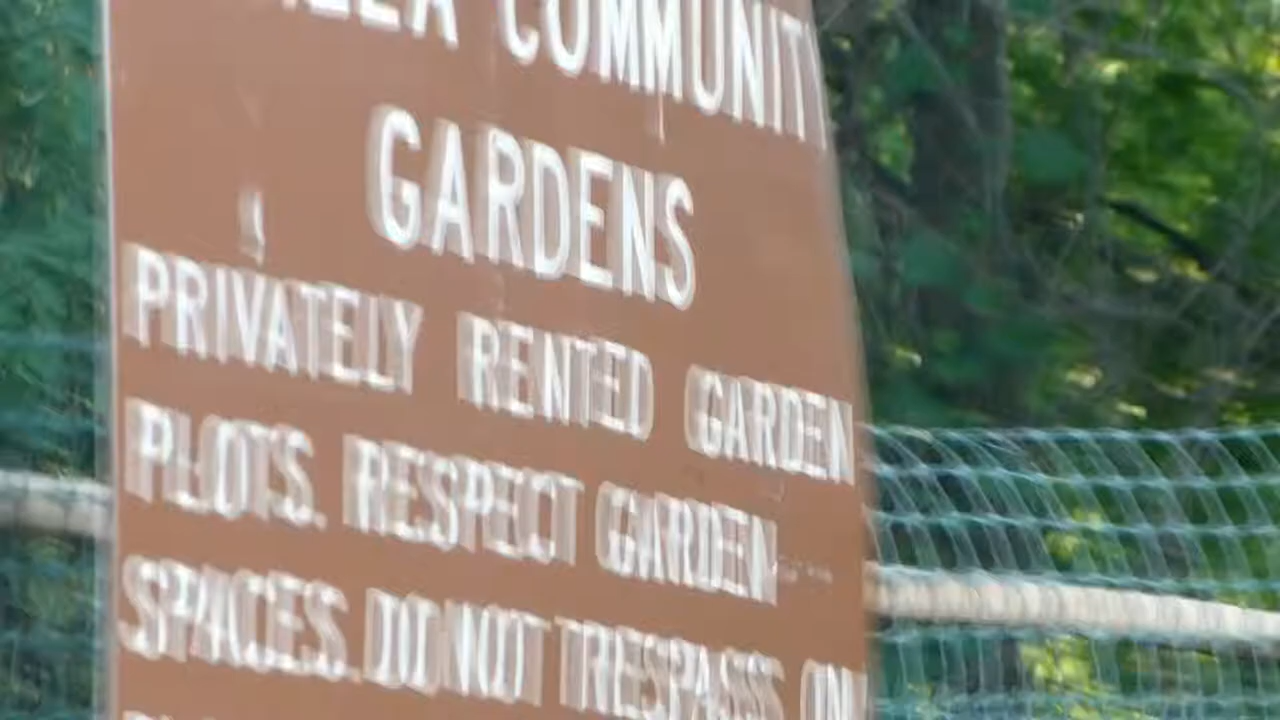 COMMUNITY
GARDENS
PRIVATELY RENTED GARDEN
PLOTS. RESPECT GARDEN
SPACES. DO NOT TRESPASS ON